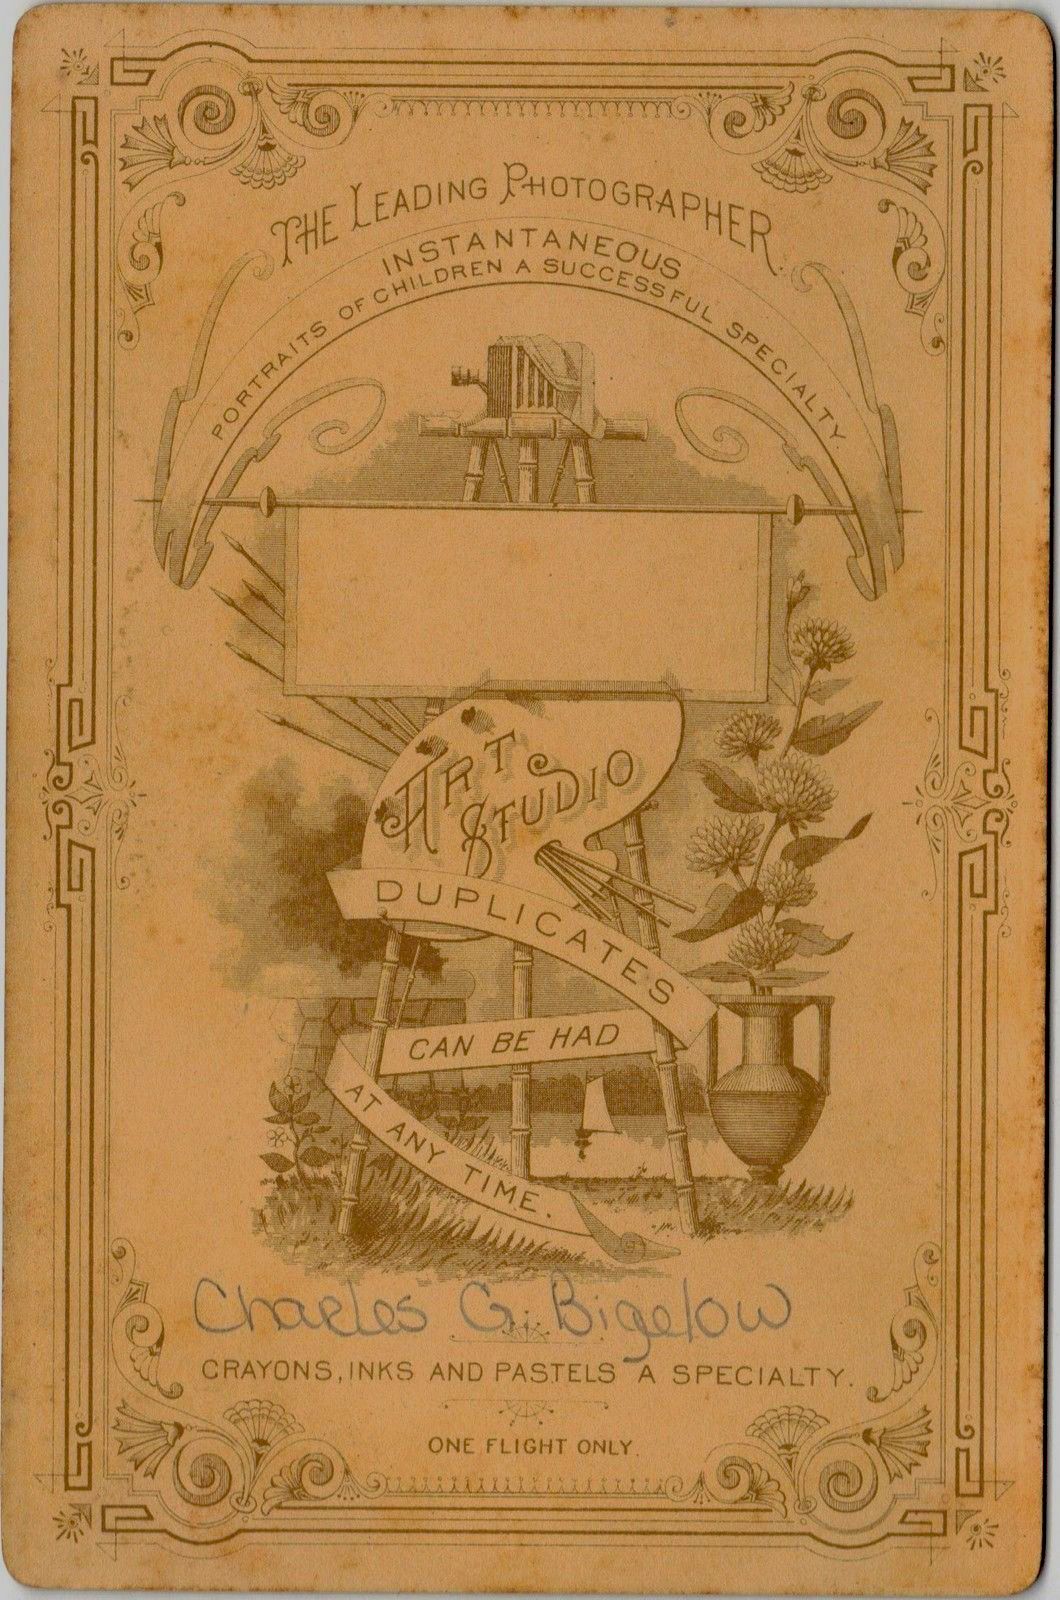 THE LEADING PHOTOGRAPHER.
INSTANTANEOUS
PORTRAITS OF CHILDREN A SUCCESSFUL SPECIALTY.
ART
STUDIO
DUPLICATES
CAN BE HAD
AT ANY TIME.
Charles G. Bigelow
CRAYONS, INKS AND PASTELS A SPECIALTY.
ONE FLIGHT ONLY.